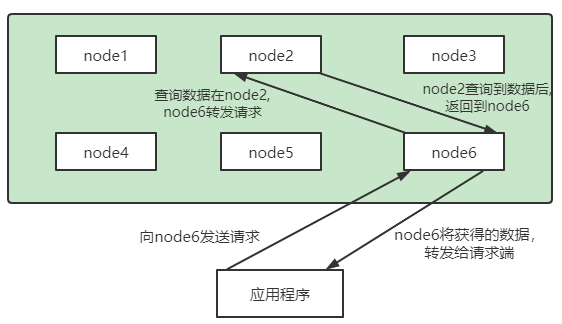 node1
node2
node3
查询数据在node2,
node6转发请求
node2查询到数据后,
返回到node6
node4
node5
node6
向node6发送请求
node6将获得的数据,
转发给请求端
应用程序